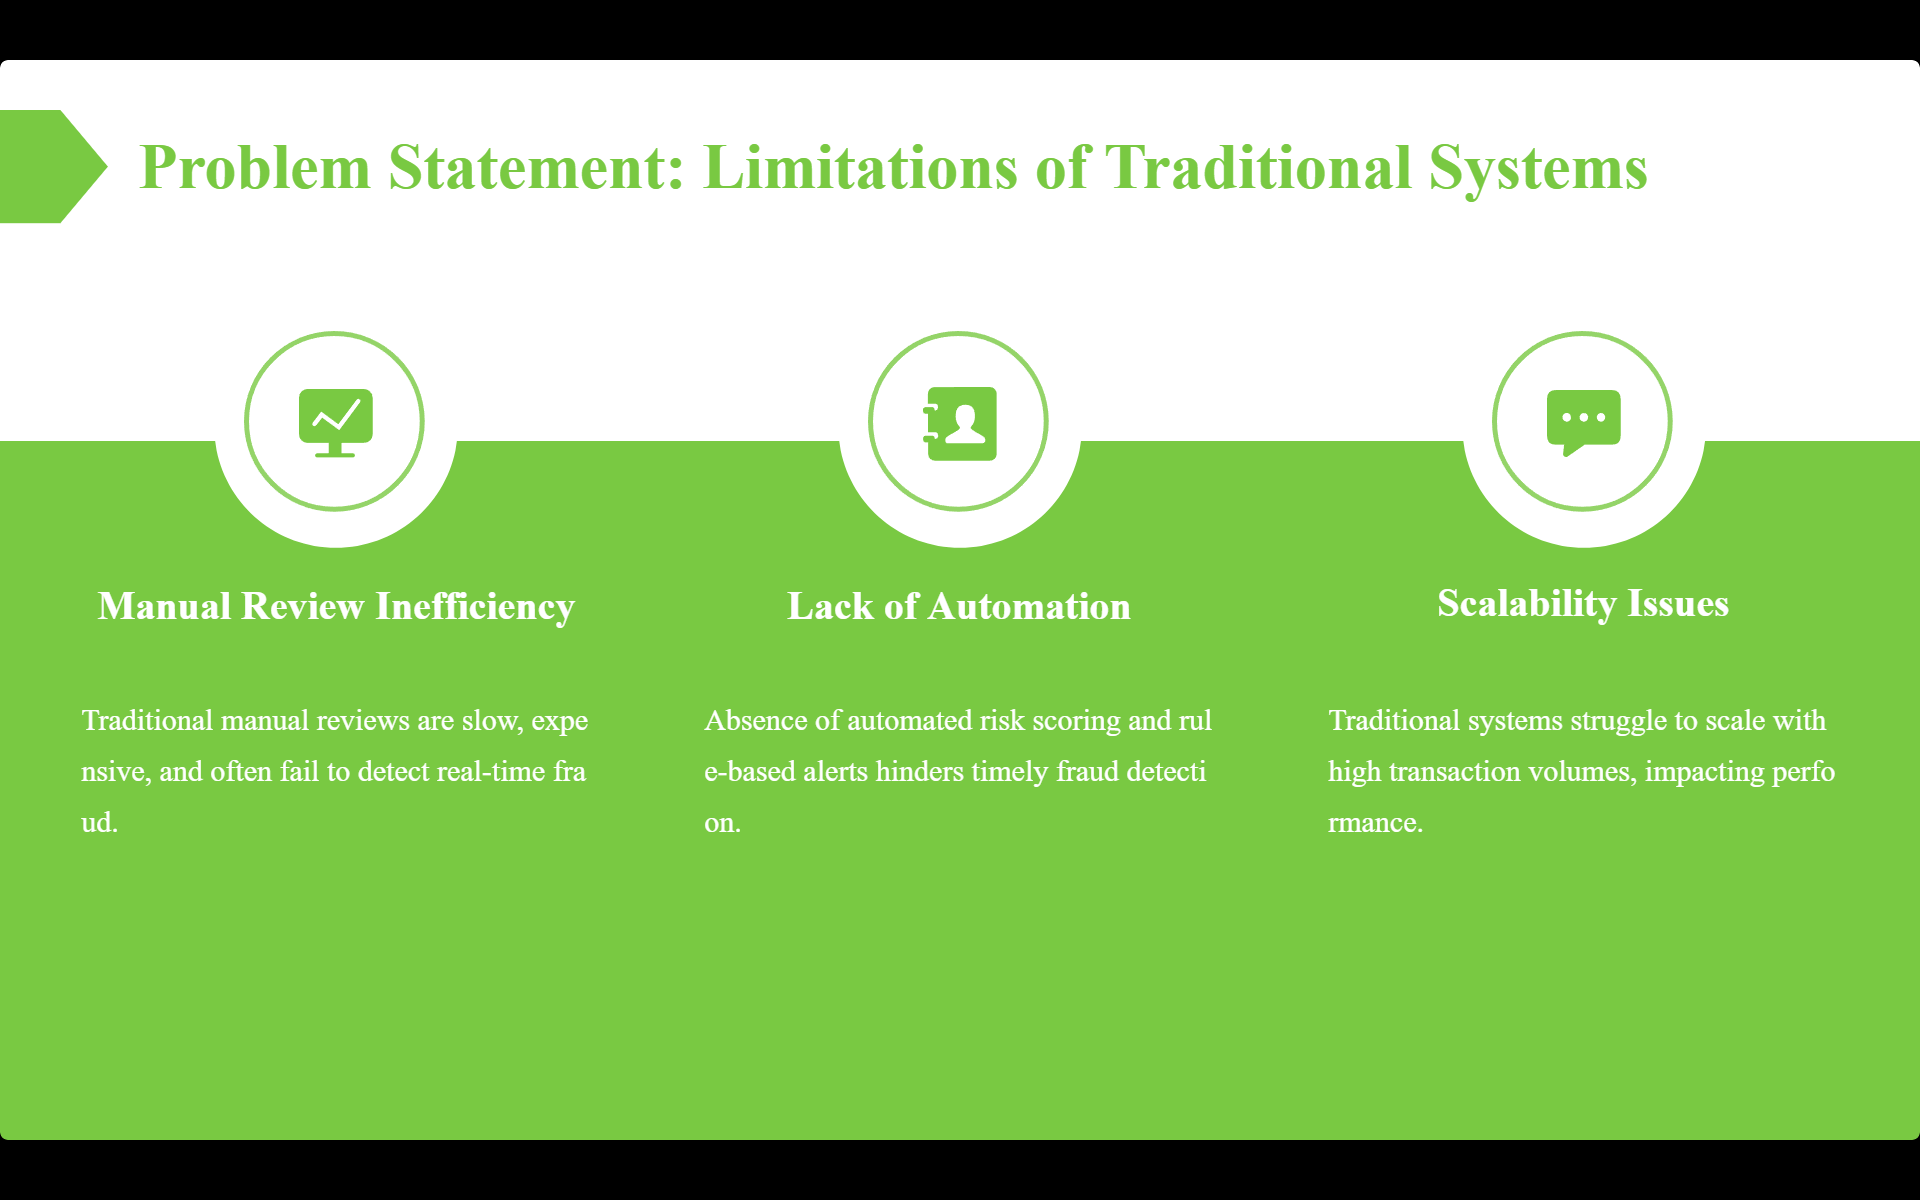 Problem Statement: Limitations of Traditional Systems
Manual Review Inefficiency
Traditional manual reviews are slow, expe
nsive, and often fail to detect real-time fra
ud.
Lack of Automation
Absence of automated risk scoring and rul
e-based alerts hinders timely fraud detecti
on.
Scalability Issues
Traditional systems struggle to scale with
high transaction volumes, impacting perfo
rmance.